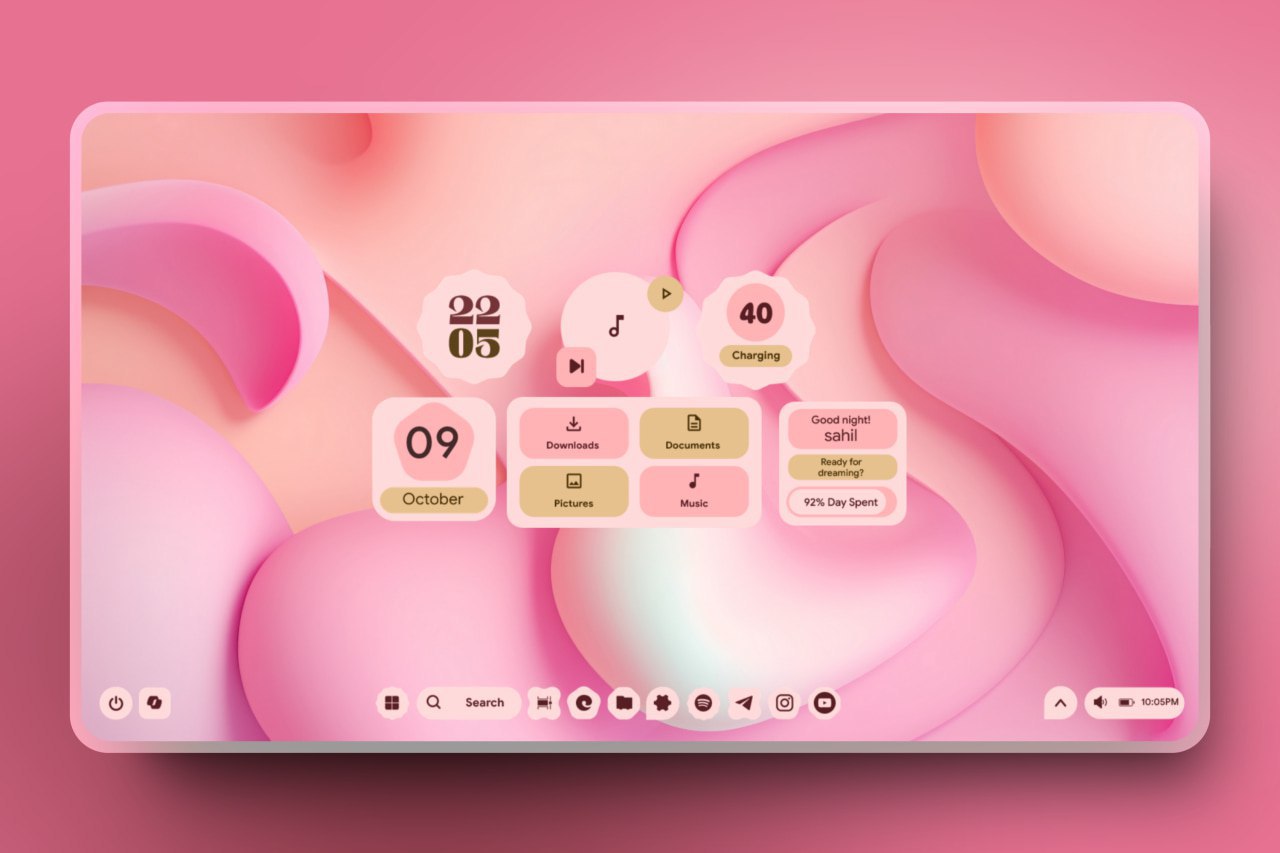 22
05
40
Charging
09
October
Downloads
Documents
Pictures
Music
Good night!
sahil
Ready for
dreaming?
92% Day Spent
Search
10:05PM